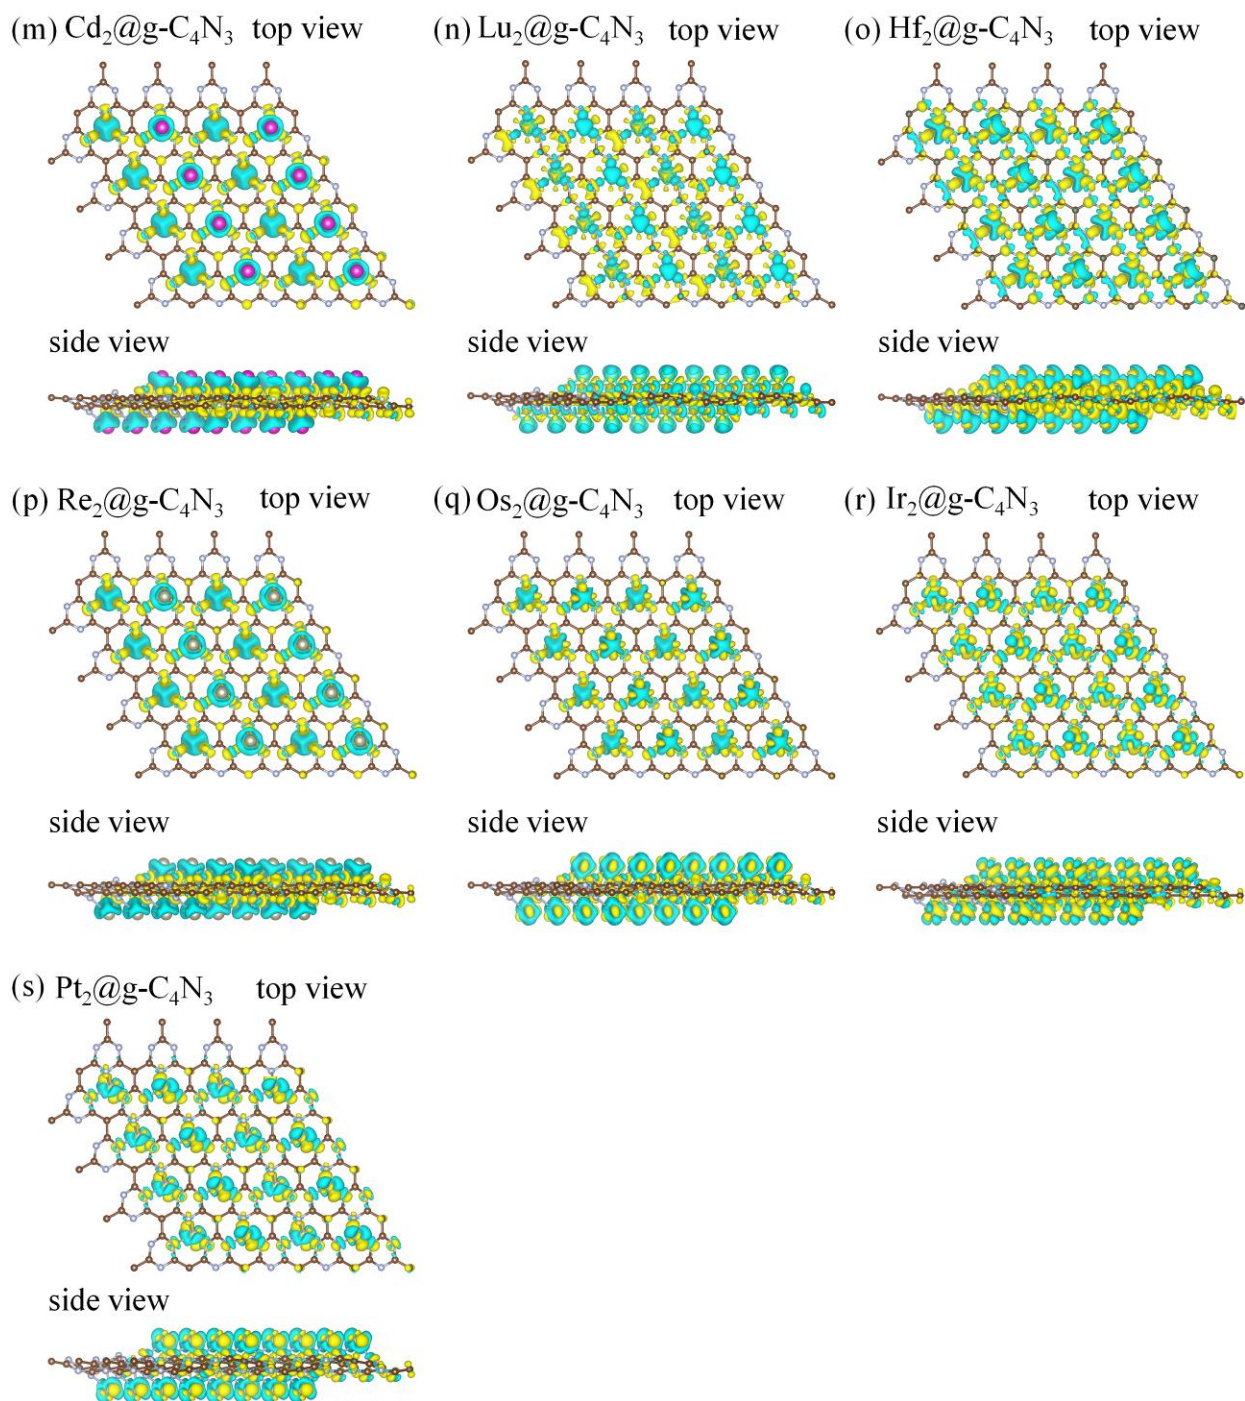 (m) Cd₂@g-C₄N₃ top view
(n) Lu₂@g-C₄N₃ top view
(o) Hf₂@g-C₄N₃ top view
side view
side view
side view
(p) Re₂@g-C₄N₃ top view
(q) Os₂@g-C₄N₃ top view
(r) Ir₂@g-C₄N₃ top view
side view
side view
side view
(s) Pt₂@g-C₄N₃ top view
side view